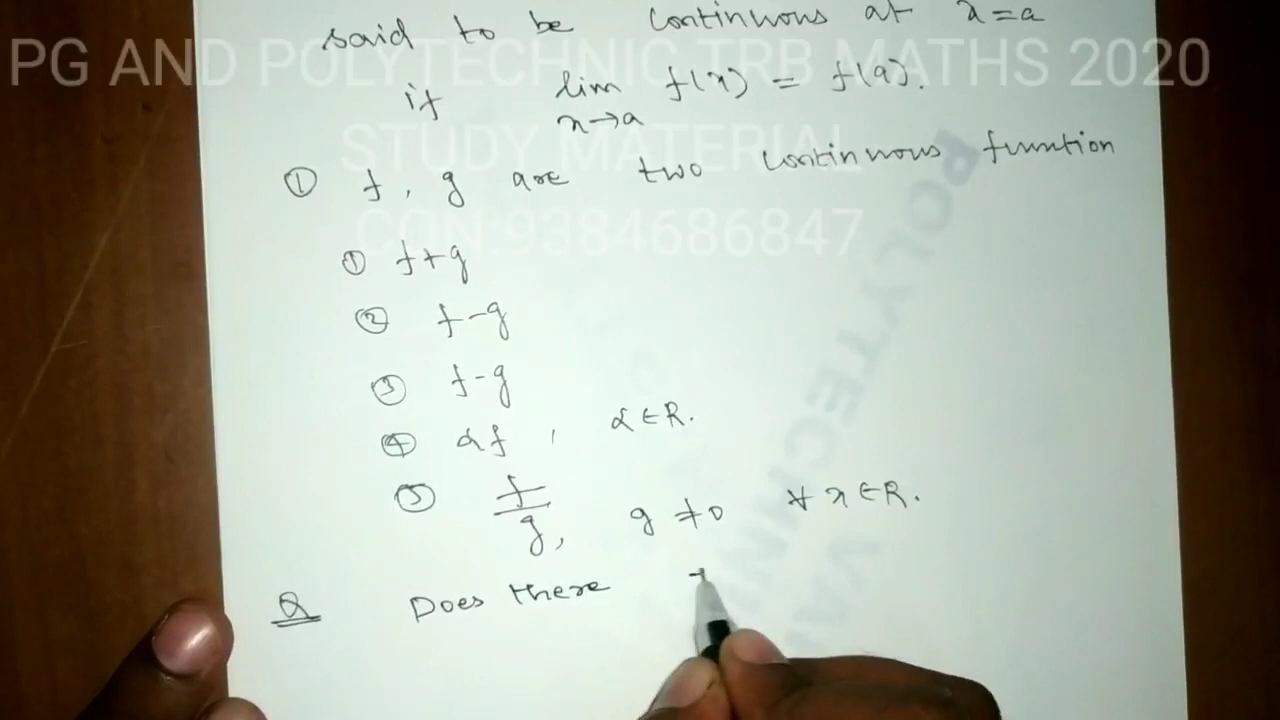 said to be continuous at x=a
PG AND POLYTECHNIC TRB MATHS 2020
if lim f(x) = f(a).
x→a
STUDY MATERIAL
① f, g are two continuous function
CON:9384686847
① f+g
② f-g
③ f-g
④ αf, α∈R.
⑤ f/g, g≠0 ∀ x∈R.
Q Does there
POLYTECHNIC